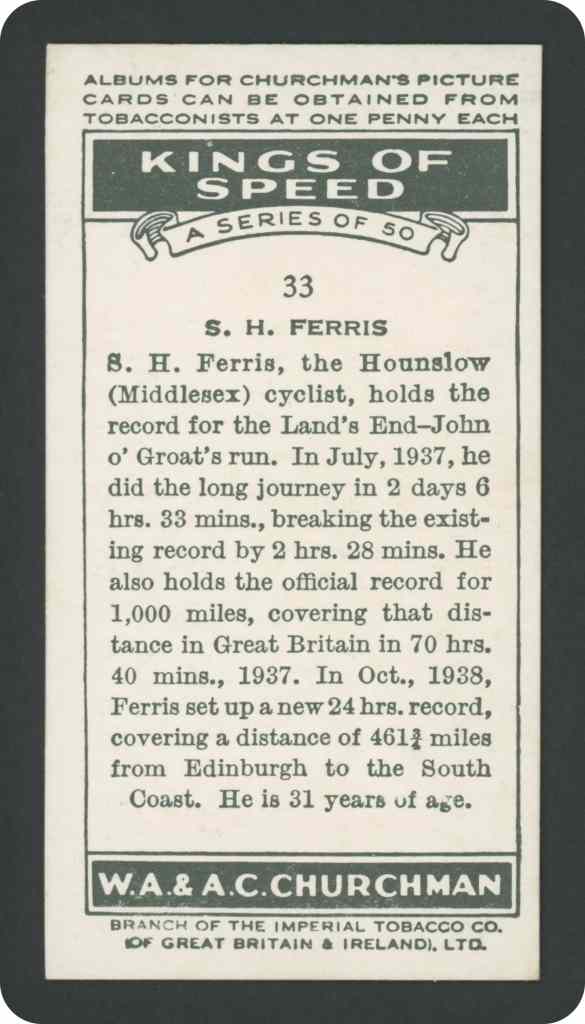 ALBUMS FOR CHURCHMAN'S PICTURE
CARDS CAN BE OBTAINED FROM
TOBACCONISTS AT ONE PENNY EACH
KINGS OF
SPEED
A SERIES OF 50
33
S. H. FERRIS
S. H. Ferris, the Hounslow
(Middlesex) cyclist, holds the
record for the Land's End–John
o' Groat's run. In July, 1937, he
did the long journey in 2 days 6
hrs. 33 mins., breaking the exist-
ing record by 2 hrs. 28 mins. He
also holds the official record for
1,000 miles, covering that dis-
tance in Great Britain in 70 hrs.
40 mins., 1937. In Oct., 1938,
Ferris set up a new 24 hrs. record,
covering a distance of 461¾ miles
from Edinburgh to the South
Coast. He is 31 years of age.
W.A. & A.C. CHURCHMAN
BRANCH OF THE IMPERIAL TOBACCO CO.
(OF GREAT BRITAIN & IRELAND), LTD.